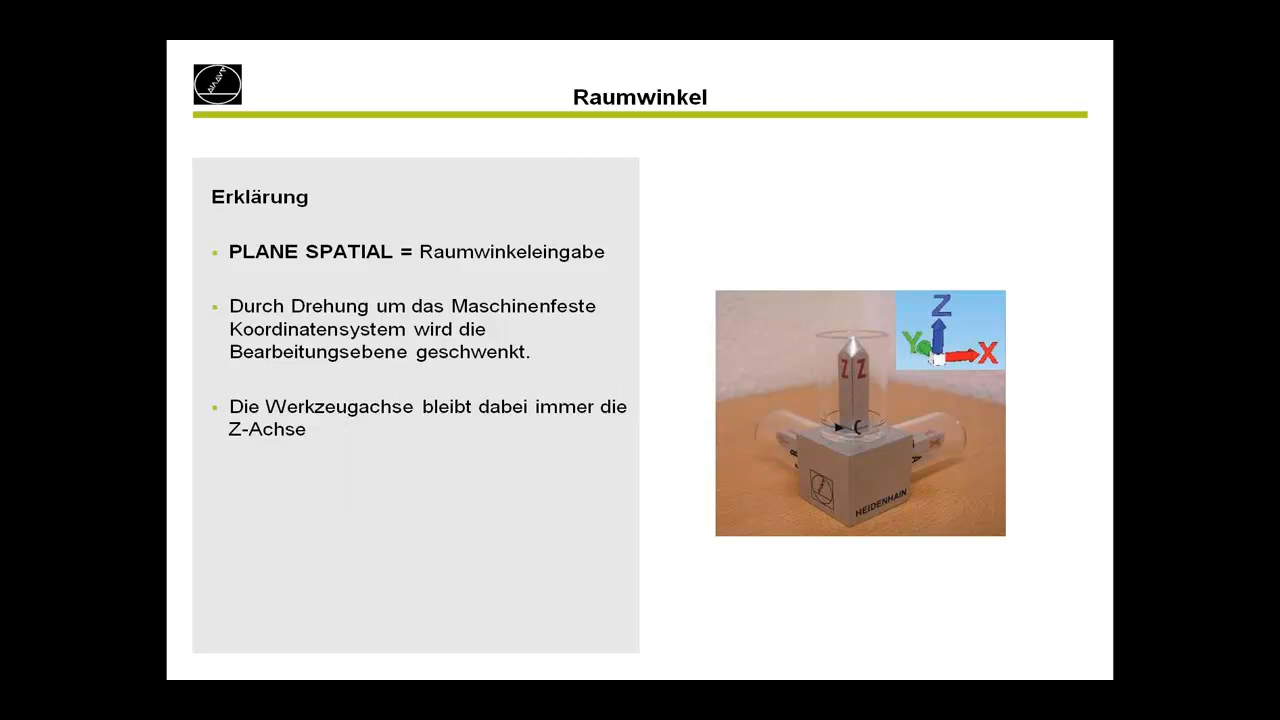 Raumwinkel
Erklärung
PLANE SPATIAL = Raumwinkeleingabe
Durch Drehung um das Maschinenfeste
Koordinatensystem wird die
Bearbeitungsebene geschwenkt.
Die Werkzeugachse bleibt dabei immer die
Z-Achse
Z
Y
X
Z Z
C
B
A
HEIDENHAIN